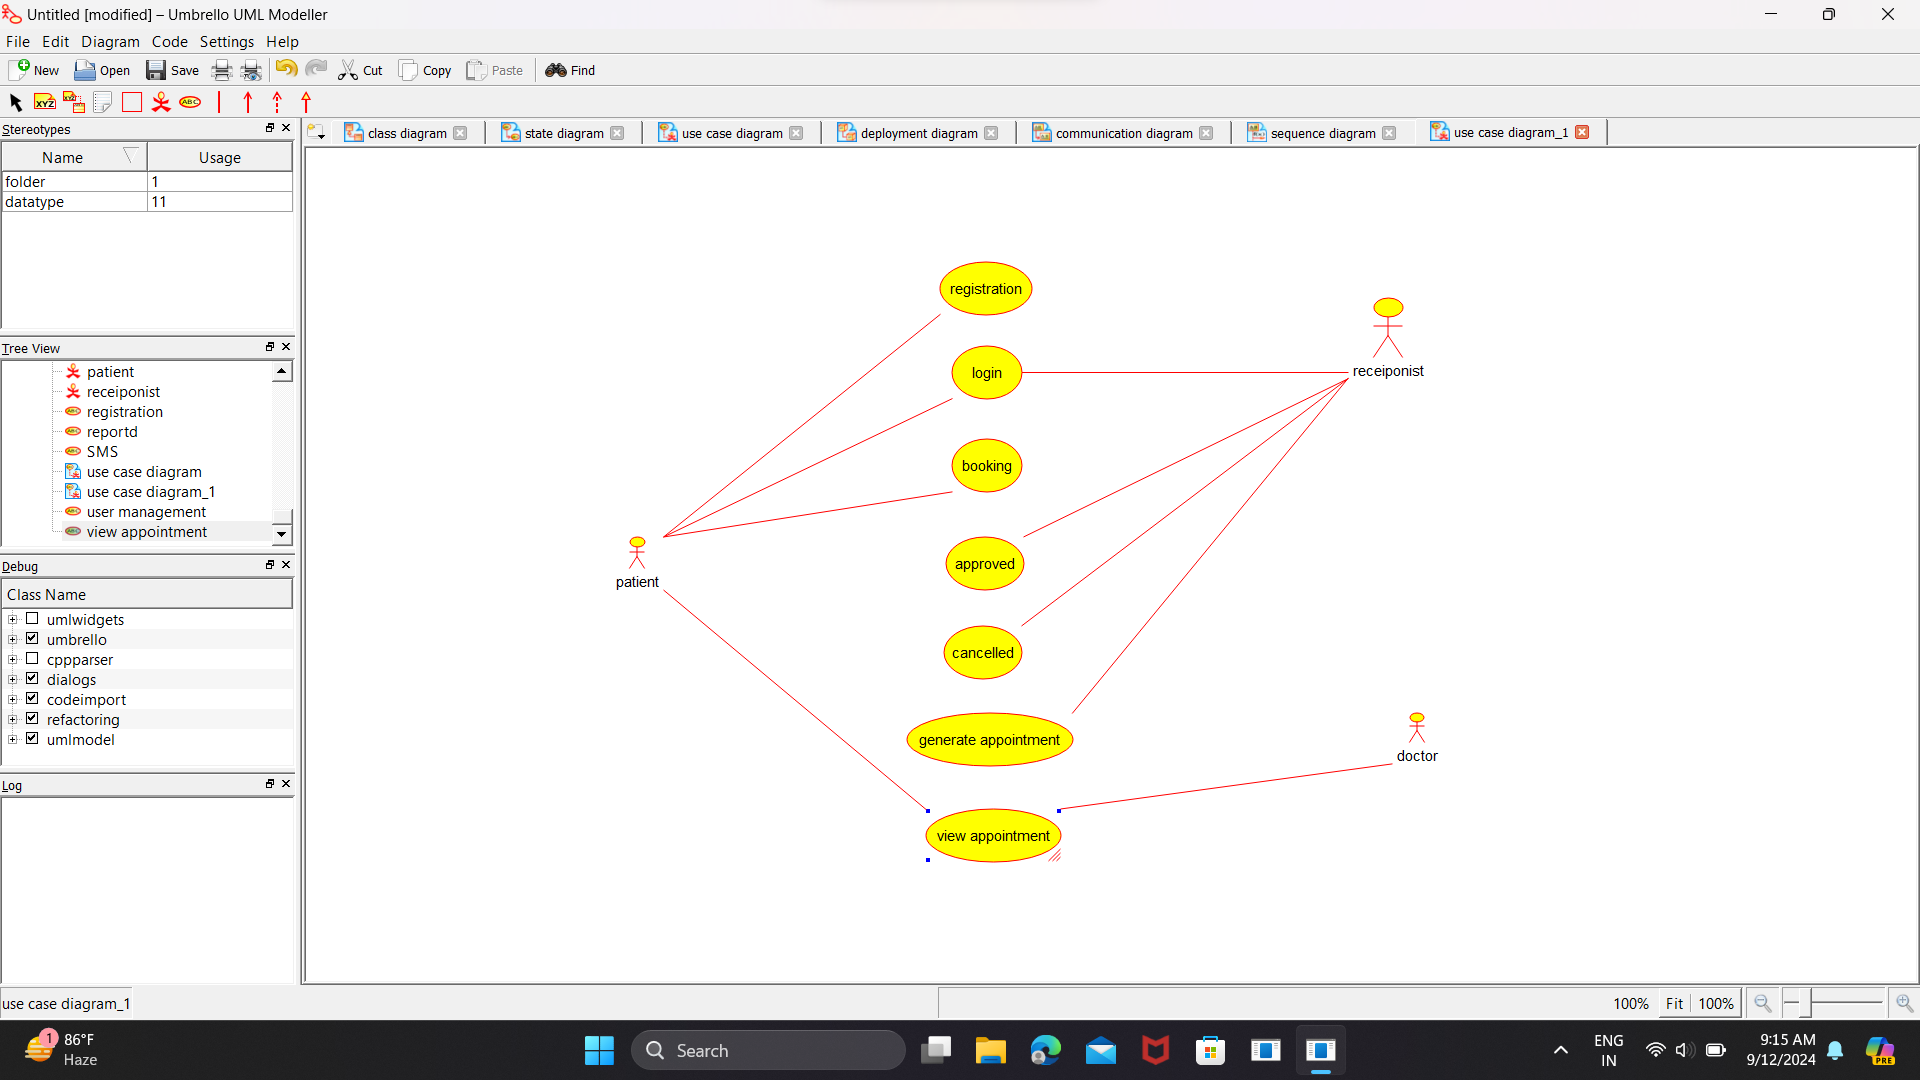 Untitled [modified] – Umbrello UML Modeller
File Edit Diagram Code Settings Help
New Open Save Cut Copy Paste Find
XYZ XYZ ABC
Stereotypes
class diagram state diagram use case diagram deployment diagram communication diagram sequence diagram use case diagram_1
Name Usage
folder 1
datatype 11
Tree View
patient
receiponist
registration
reportd
SMS
use case diagram
use case diagram_1
user management
view appointment
Debug
Class Name
umlwidgets
umbrello
cppparser
dialogs
codeimport
refactoring
umlmodel
Log
registration
login
booking
approved
cancelled
generate appointment
view appointment
patient
receiponist
doctor
use case diagram_1
100% Fit 100%
1
86°F
Haze
Search
ENG
IN
9:15 AM
9/12/2024
PRE